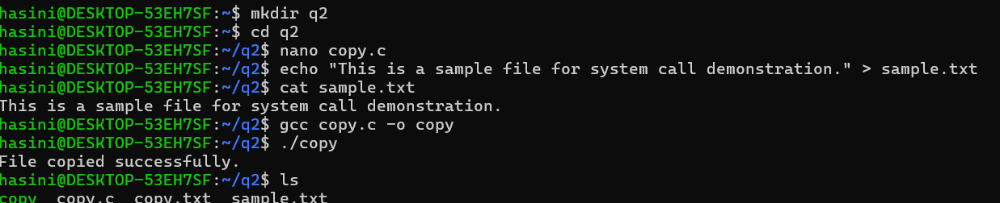 hasini@DESKTOP-53EH7SF:~$ mkdir q2
hasini@DESKTOP-53EH7SF:~$ cd q2
hasini@DESKTOP-53EH7SF:~/q2$ nano copy.c
hasini@DESKTOP-53EH7SF:~/q2$ echo "This is a sample file for system call demonstration." > sample.txt
hasini@DESKTOP-53EH7SF:~/q2$ cat sample.txt
This is a sample file for system call demonstration.
hasini@DESKTOP-53EH7SF:~/q2$ gcc copy.c -o copy
hasini@DESKTOP-53EH7SF:~/q2$ ./copy
File copied successfully.
hasini@DESKTOP-53EH7SF:~/q2$ ls
copy  copy.c  copy.txt  sample.txt